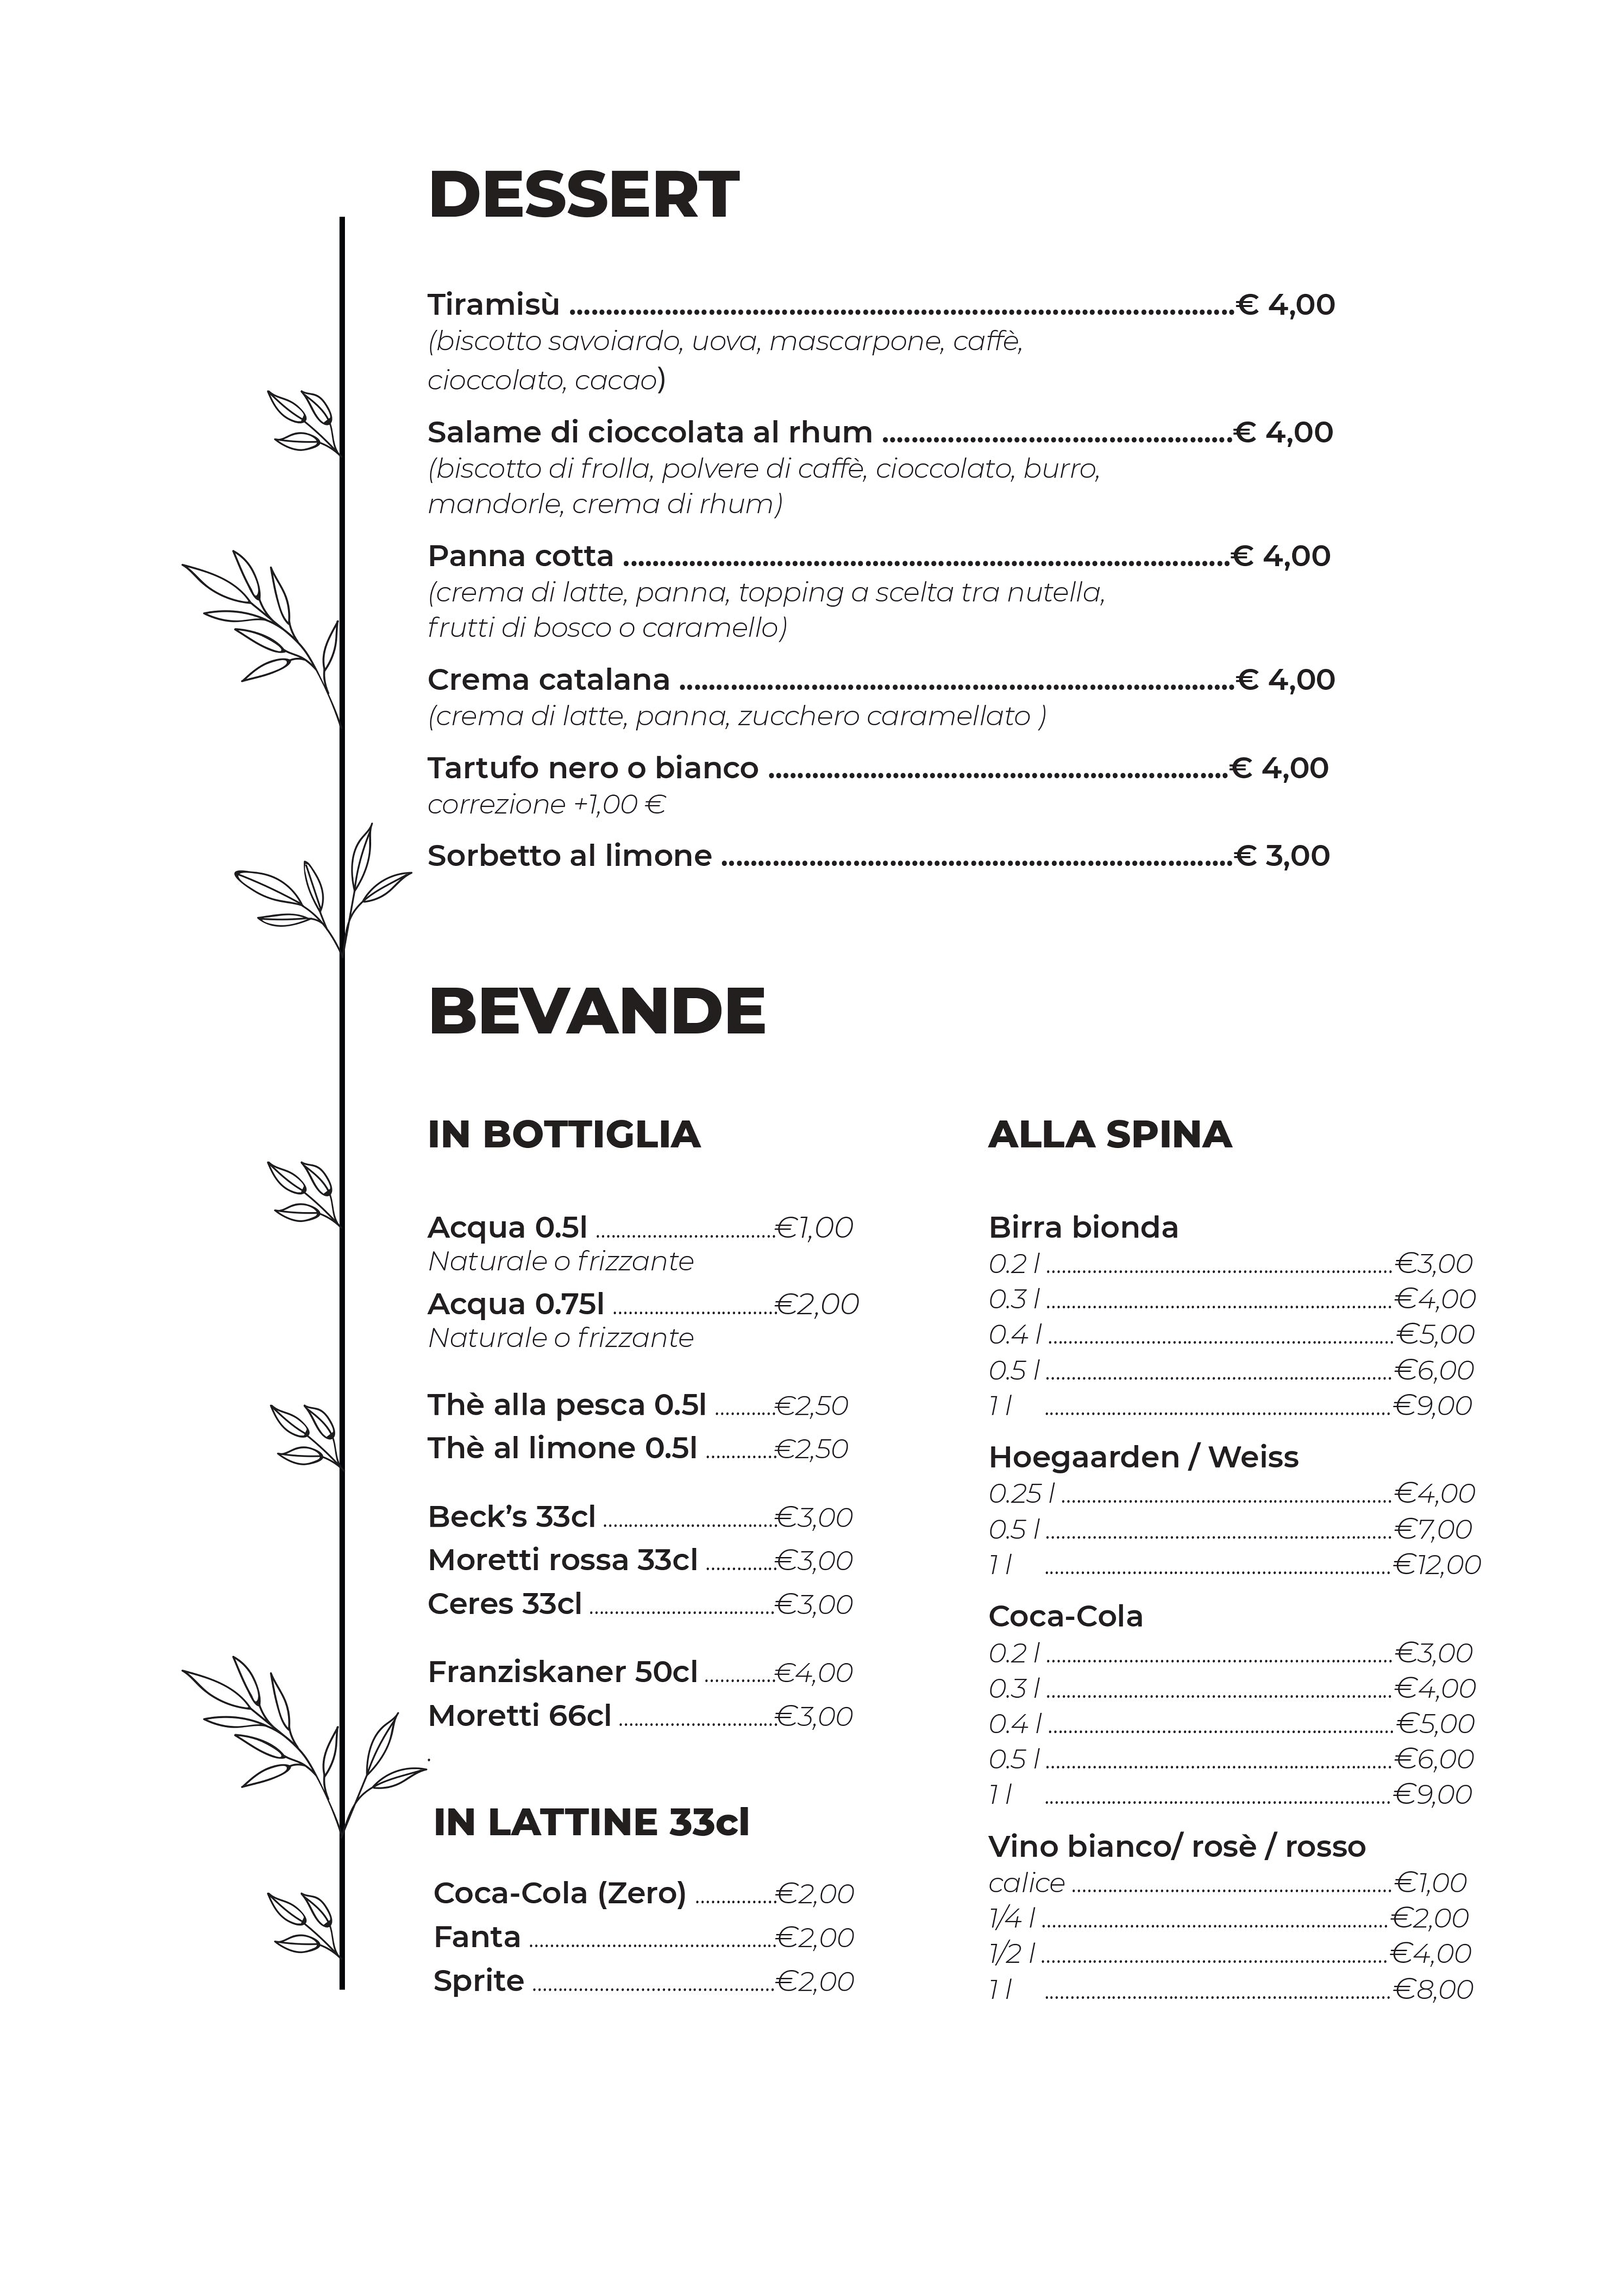 DESSERT
Tiramisù ........................................................................................€ 4,00
(biscotto savoiardo, uova, mascarpone, caffè,
cioccolato, cacao)
Salame di cioccolata al rhum ...............................................€ 4,00
(biscotto di frolla, polvere di caffè, cioccolato, burro,
mandorle, crema di rhum)
Panna cotta .................................................................................€ 4,00
(crema di latte, panna, topping a scelta tra nutella,
frutti di bosco o caramello)
Crema catalana ..........................................................................€ 4,00
(crema di latte, panna, zucchero caramellato )
Tartufo nero o bianco .............................................................€ 4,00
correzione +1,00 €
Sorbetto al limone ....................................................................€ 3,00
BEVANDE
IN BOTTIGLIA
Acqua 0.5l ......................................€1,00
Naturale o frizzante
Acqua 0.75l ...................................€2,00
Naturale o frizzante
Thè alla pesca 0.5l .............€2,50
Thè al limone 0.5l ...............€2,50
Beck’s 33cl .....................................€3,00
Moretti rossa 33cl ...............€3,00
Ceres 33cl .......................................€3,00
Franziskaner 50cl ...............€4,00
Moretti 66cl ..................................€3,00
.
IN LATTINE 33cl
Coca-Cola (Zero) .................€2,00
Fanta .....................................................€2,00
Sprite ....................................................€2,00
ALLA SPINA
Birra bionda
0.2 l ..........................................................................€3,00
0.3 l ..........................................................................€4,00
0.4 l ..........................................................................€5,00
0.5 l ..........................................................................€6,00
1 l ..........................................................................€9,00
Hoegaarden / Weiss
0.25 l .......................................................................€4,00
0.5 l ..........................................................................€7,00
1 l ..........................................................................€12,00
Coca-Cola
0.2 l ..........................................................................€3,00
0.3 l ..........................................................................€4,00
0.4 l ..........................................................................€5,00
0.5 l ..........................................................................€6,00
1 l ..........................................................................€9,00
Vino bianco/ rosè / rosso
calice .....................................................................€1,00
1/4 l ..........................................................................€2,00
1/2 l ..........................................................................€4,00
1 l ..........................................................................€8,00